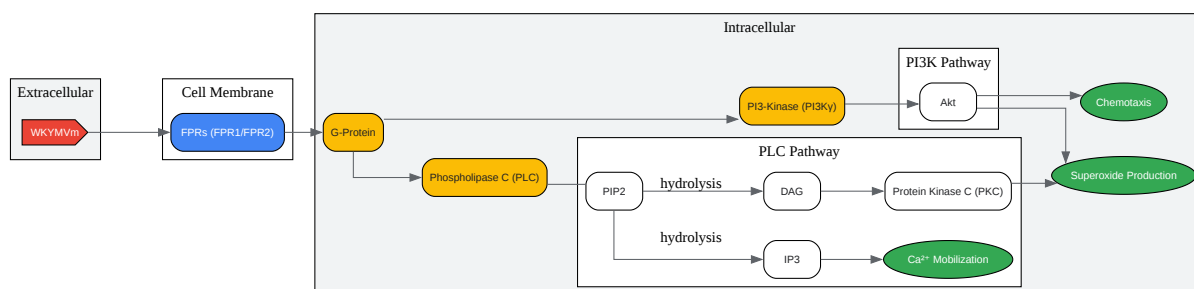 Intracellular
Extracellular
WKYMVm
Cell Membrane
FPRs (FPR1/FPR2)
G-Protein
PI3-Kinase (PI3Kγ)
PI3K Pathway
Akt
Chemotaxis
Phospholipase C (PLC)
PLC Pathway
PIP2
hydrolysis
DAG
Protein Kinase C (PKC)
Superoxide Production
hydrolysis
IP3
Ca²⁺ Mobilization